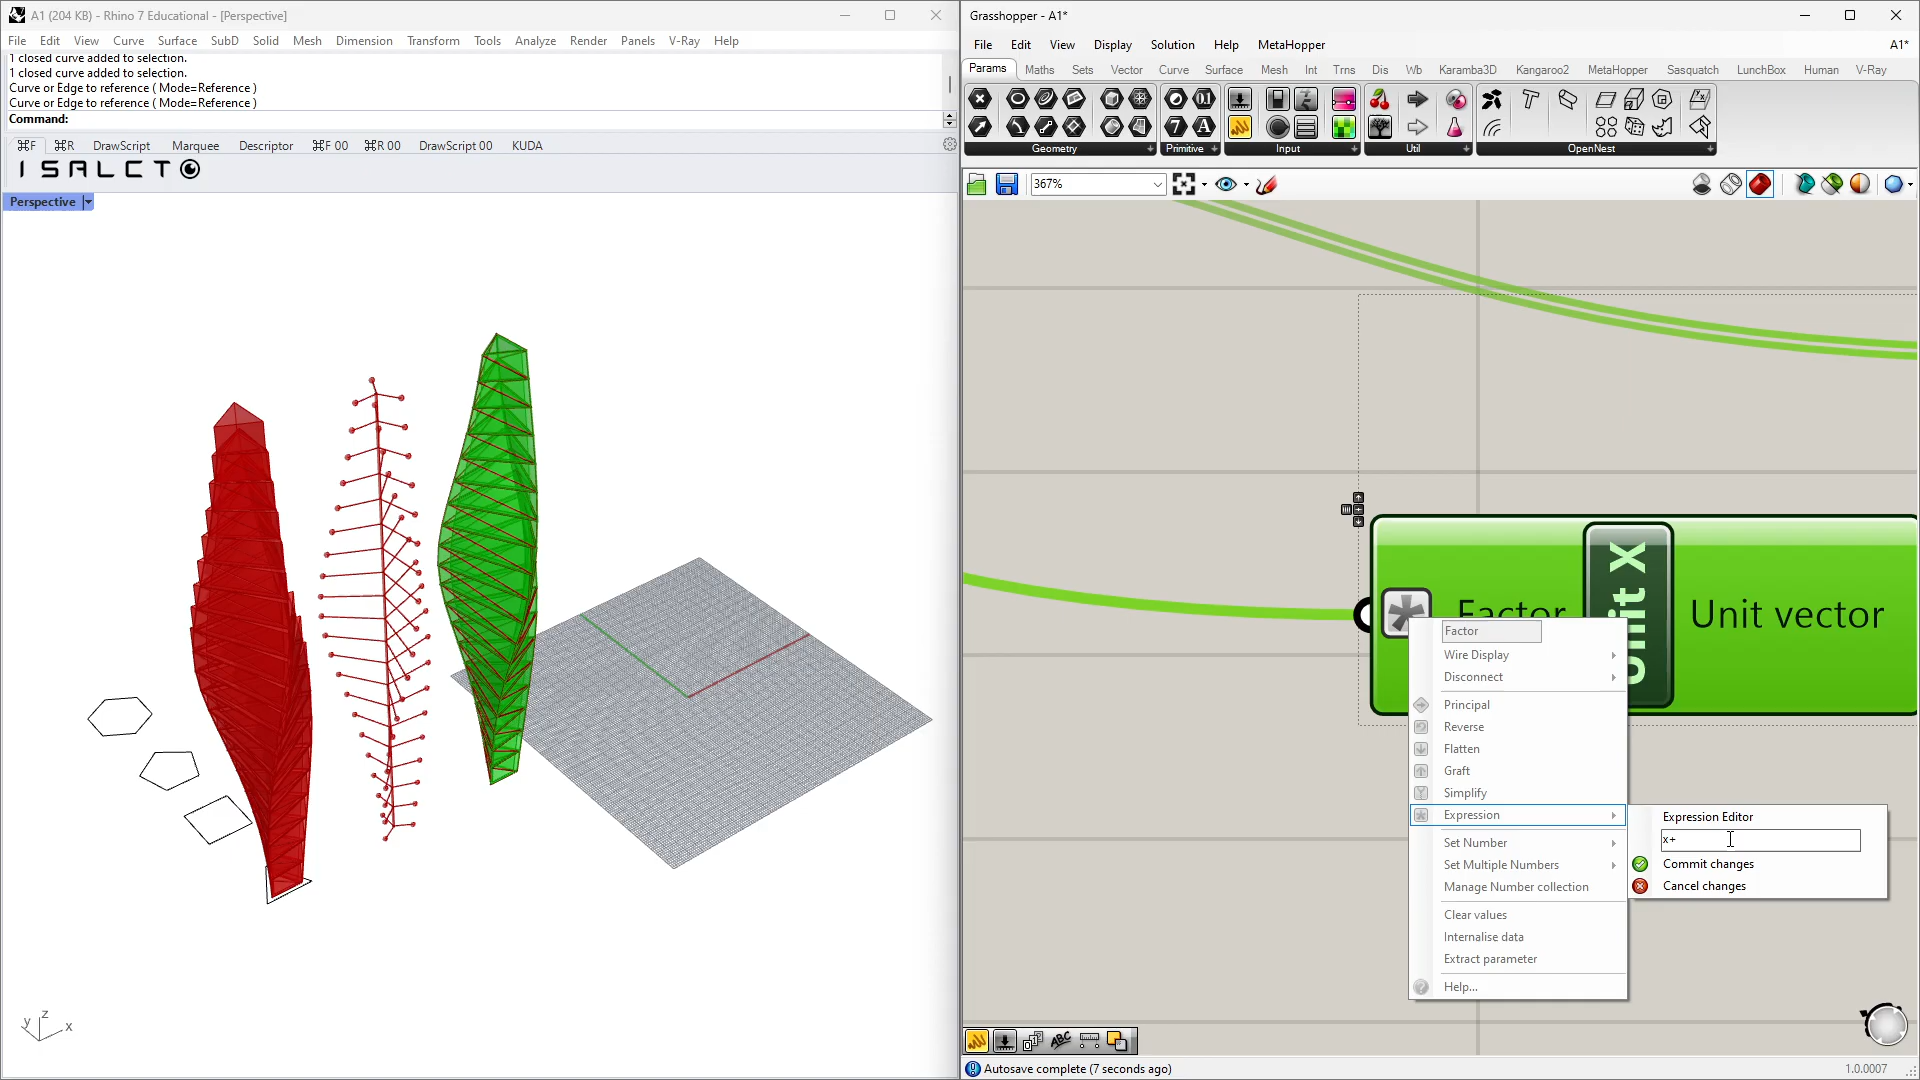 A1 (204 KB) - Rhino 7 Educational - [Perspective]
File Edit View Curve Surface SubD Solid Mesh Dimension Transform Tools Analyze Render Panels V-Ray Help
1 closed curve added to selection.
1 closed curve added to selection.
Curve or Edge to reference ( Mode=Reference )
Curve or Edge to reference ( Mode=Reference )
Command:
⌘F ⌘R DrawScript Marquee Descriptor ⌘F 00 ⌘R 00 DrawScript 00 KUDA
Perspective
y z x
Grasshopper - A1*
File Edit View Display Solution Help MetaHopper A1*
Params Maths Sets Vector Curve Surface Mesh Int Trns Dis Wb Karamba3D Kangaroo2 MetaHopper Sasquatch LunchBox Human V-Ray
Geometry Primitive Input Util OpenNest
367%
Factor Unit X Unit vector
Factor
Wire Display
Disconnect
Principal
Reverse
Flatten
Graft
Simplify
Expression
Set Number
Set Multiple Numbers
Manage Number collection
Clear values
Internalise data
Extract parameter
Help...
Expression Editor
x+
Commit changes
Cancel changes
Autosave complete (7 seconds ago)
1.0.0007